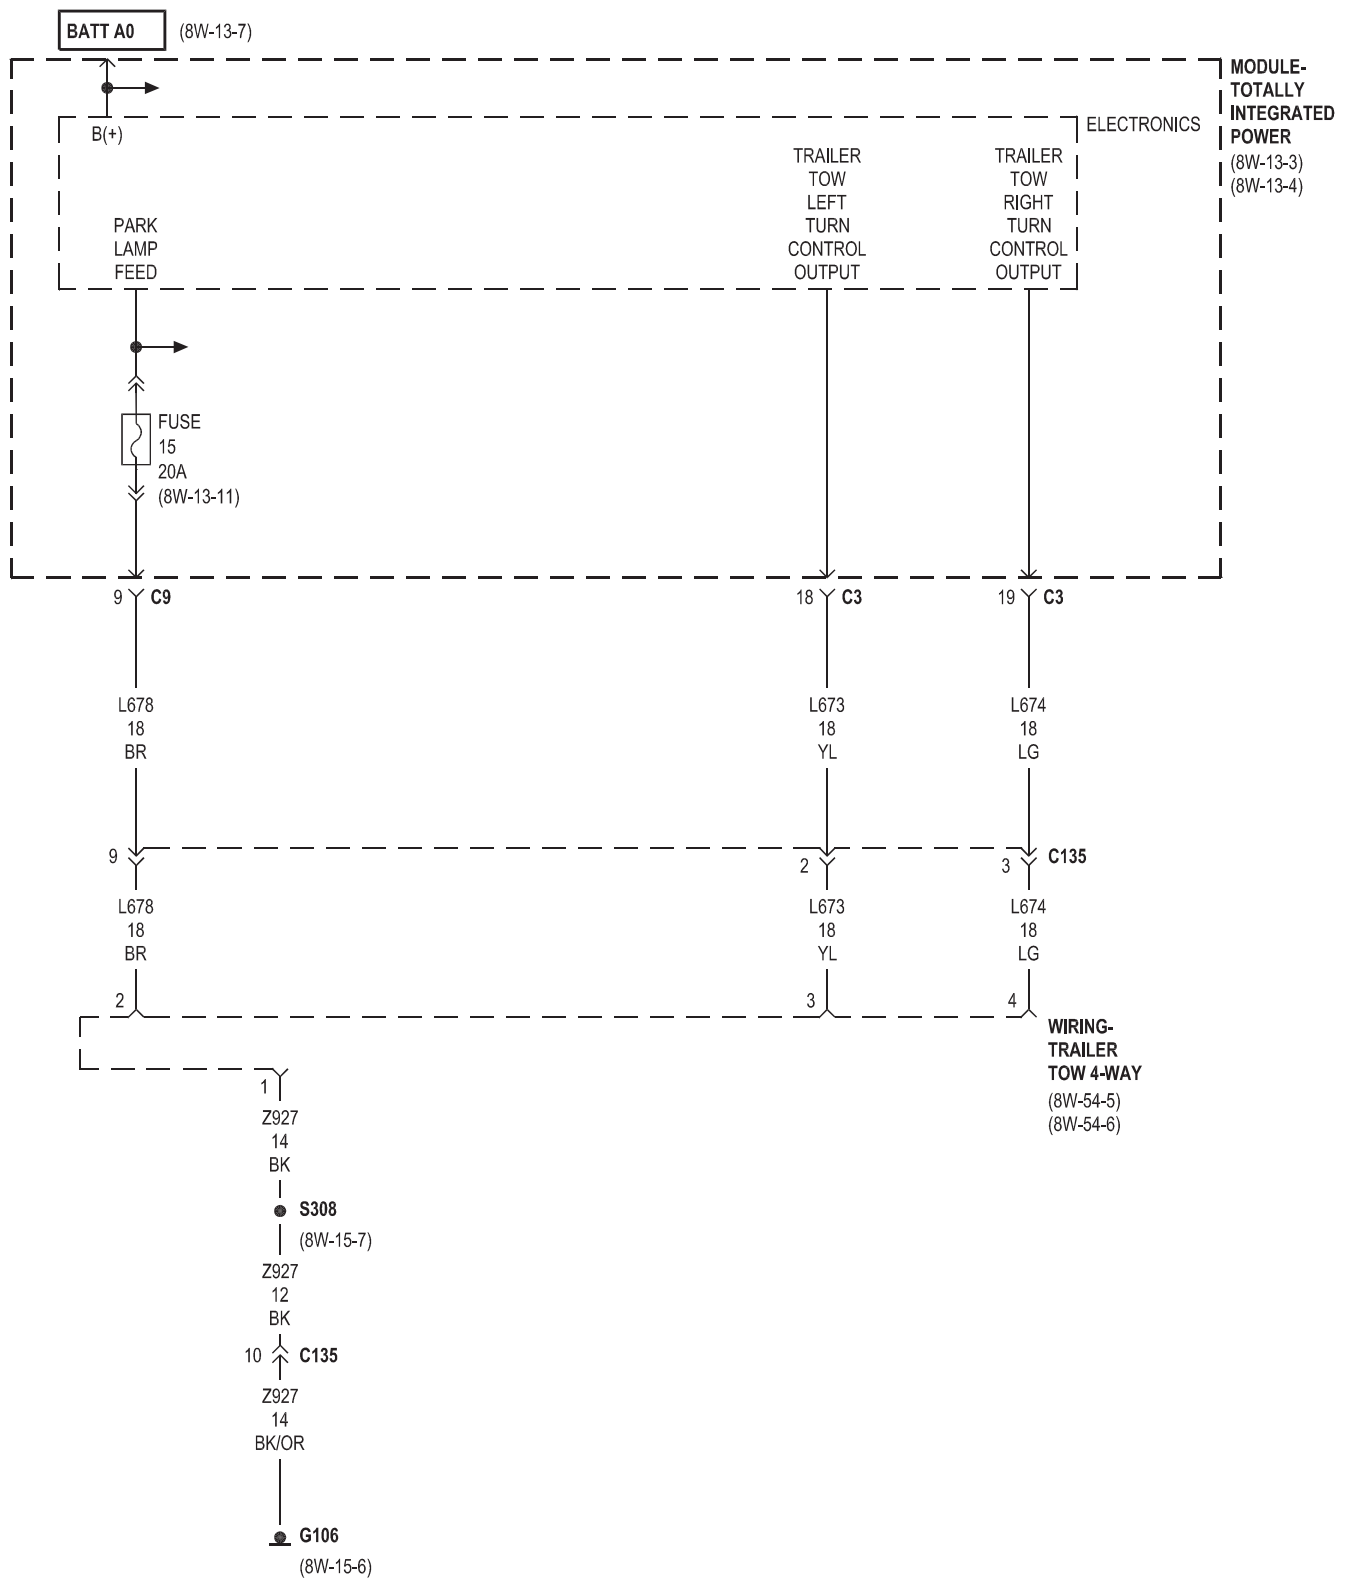 BATT A0 (8W-13-7)
MODULE-
TOTALLY
INTEGRATED
POWER
(8W-13-3)
(8W-13-4)
B(+)
ELECTRONICS
PARK
LAMP
FEED
TRAILER
TOW
LEFT
TURN
CONTROL
OUTPUT
TRAILER
TOW
RIGHT
TURN
CONTROL
OUTPUT
FUSE
15
20A
(8W-13-11)
9 C9
18 C3
19 C3
L678
18
BR
L673
18
YL
L674
18
LG
9
2
3
C135
L678
18
BR
L673
18
YL
L674
18
LG
2
3
4
WIRING-
TRAILER
TOW 4-WAY
(8W-54-5)
(8W-54-6)
1
Z927
14
BK
S308
(8W-15-7)
Z927
12
BK
10 C135
Z927
14
BK/OR
G106
(8W-15-6)